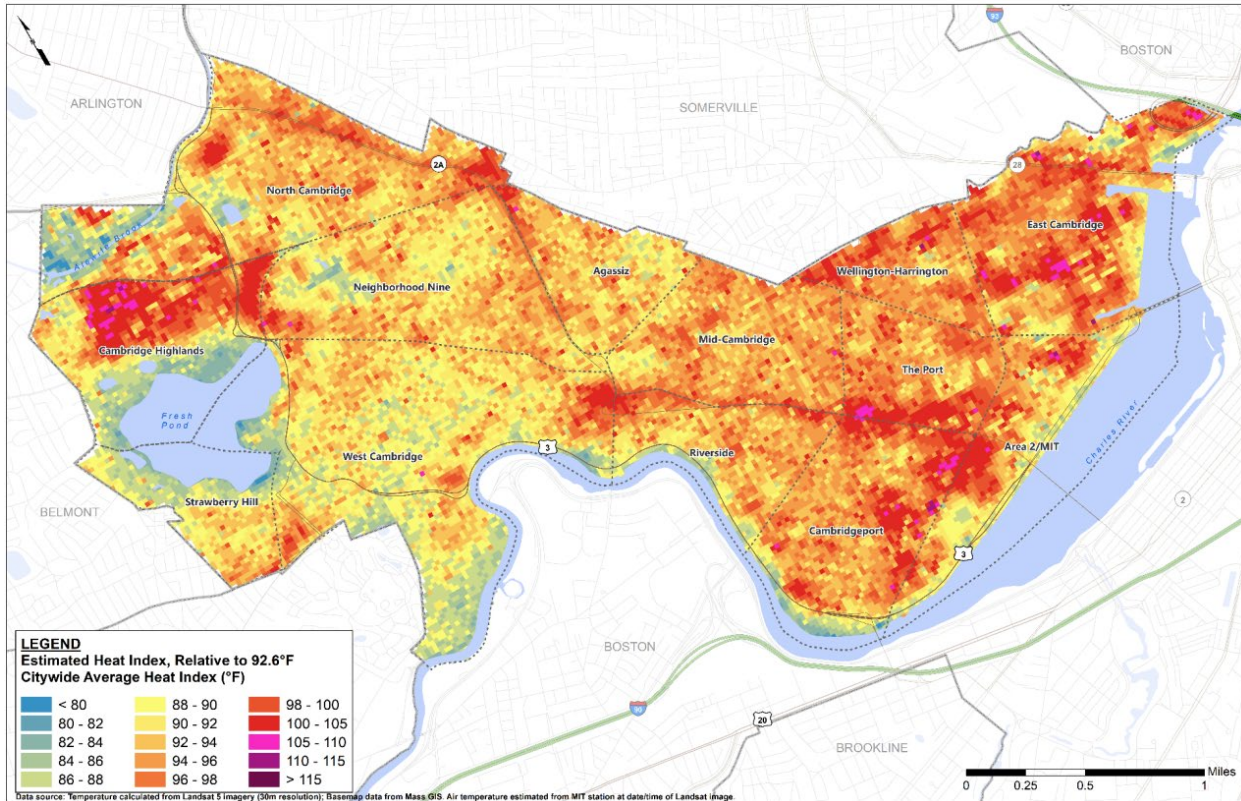 93
BOSTON
ARLINGTON
SOMERVILLE
2A
28
North Cambridge
East Cambridge
Alewife Brook
Agassiz
Wellington-Harrington
Neighborhood Nine
Mid-Cambridge
Cambridge Highlands
The Port
Fresh
Pond
Charles River
3
Area 2/MIT
West Cambridge
Riverside
2
Strawberry Hill
BELMONT
Cambridgeport
3
BOSTON
90
20
BROOKLINE
LEGEND
Estimated Heat Index, Relative to 92.6°F
Citywide Average Heat Index (°F)
< 80 88 - 90 98 - 100
80 - 82 90 - 92 100 - 105
82 - 84 92 - 94 105 - 110
84 - 86 94 - 96 110 - 115
86 - 88 96 - 98 > 115
Miles
0 0.25 0.5 1
Data source: Temperature calculated from Landsat 5 imagery (30m resolution); Basemap data from Mass GIS. Air temperature estimated from MIT station at date/time of Landsat image.